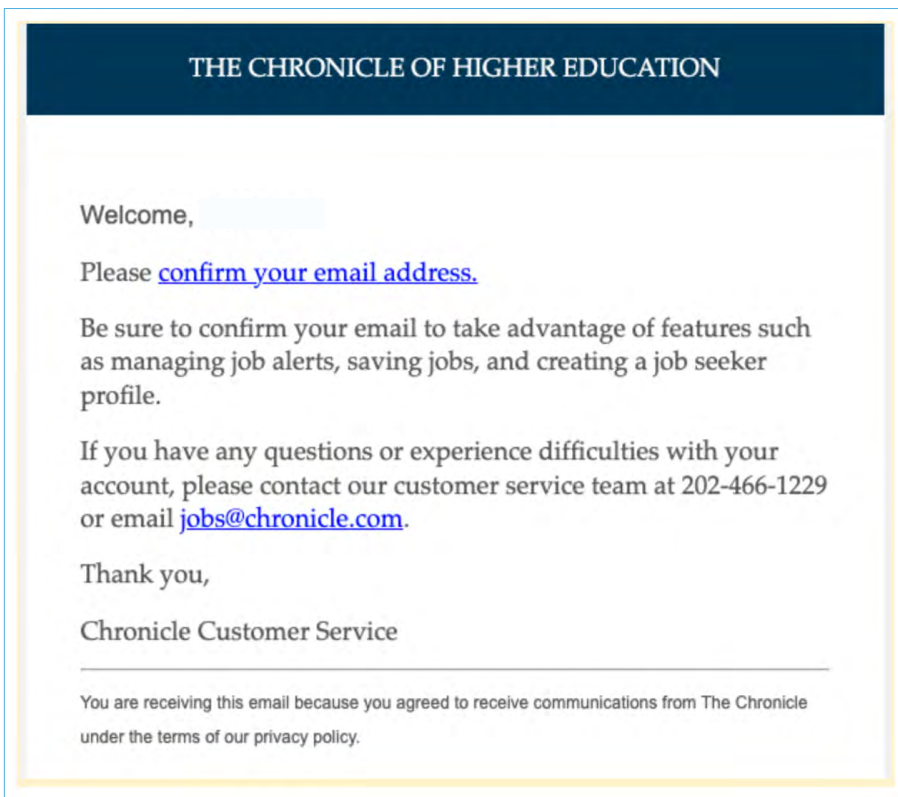 THE CHRONICLE OF HIGHER EDUCATION
Welcome,
Please confirm your email address.
Be sure to confirm your email to take advantage of features such
as managing job alerts, saving jobs, and creating a job seeker
profile.
If you have any questions or experience difficulties with your
account, please contact our customer service team at 202-466-1229
or email jobs@chronicle.com.
Thank you,
Chronicle Customer Service
You are receiving this email because you agreed to receive communications from The Chronicle
under the terms of our privacy policy.